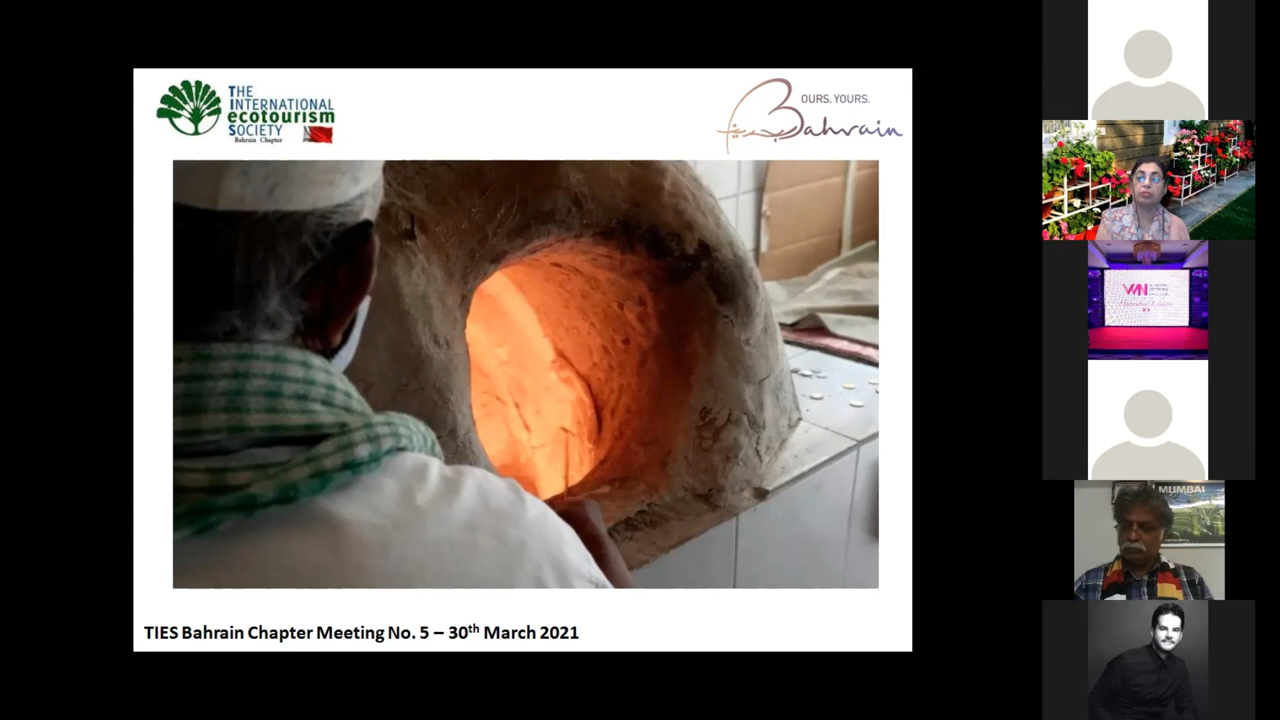 THE
INTERNATIONAL
ecotourism
SOCIETY
Bahrain Chapter
OURS. YOURS.
Bahrain
TIES Bahrain Chapter Meeting No. 5 – 30th March 2021
MUMBAI